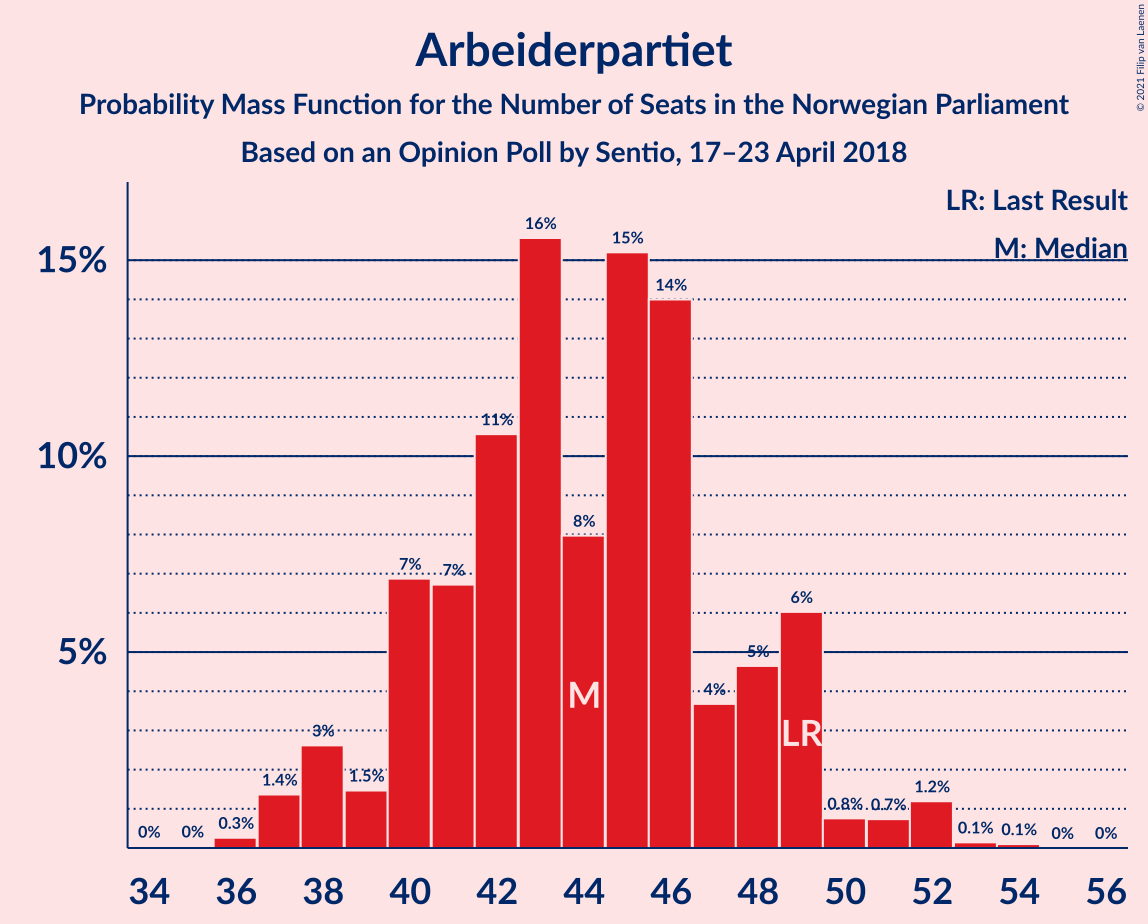 Arbeiderpartiet
Probability Mass Function for the Number of Seats in the Norwegian Parliament
Based on an Opinion Poll by Sentio, 17–23 April 2018
© 2021 Filip van Laenen
LR: Last Result
M: Median
15%
10%
5%
0%
0%
0.3%
1.4%
3%
1.5%
7%
7%
11%
16%
8%
15%
14%
4%
5%
6%
0.8%
0.7%
1.2%
0.1%
0.1%
0%
0%
M
LR
34 36 38 40 42 44 46 48 50 52 54 56